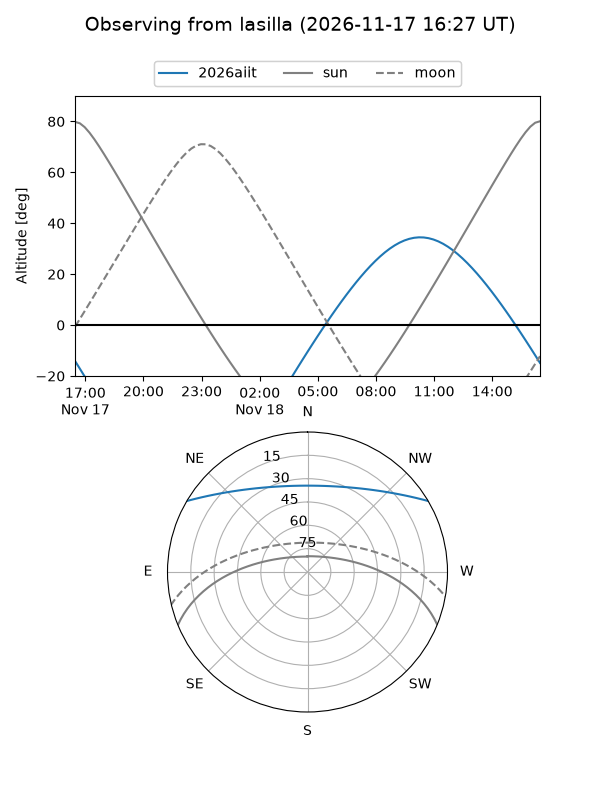 Observing from lasilla (2026-11-17 16:27 UT)
2026aiit sun moon
80
60
40
20
0
−20
Altitude [deg]
17:00 20:00 23:00 02:00 05:00 08:00 11:00 14:00
Nov 17 Nov 18
N
NE NW
15
30
45
60
75
E W
SE SW
S